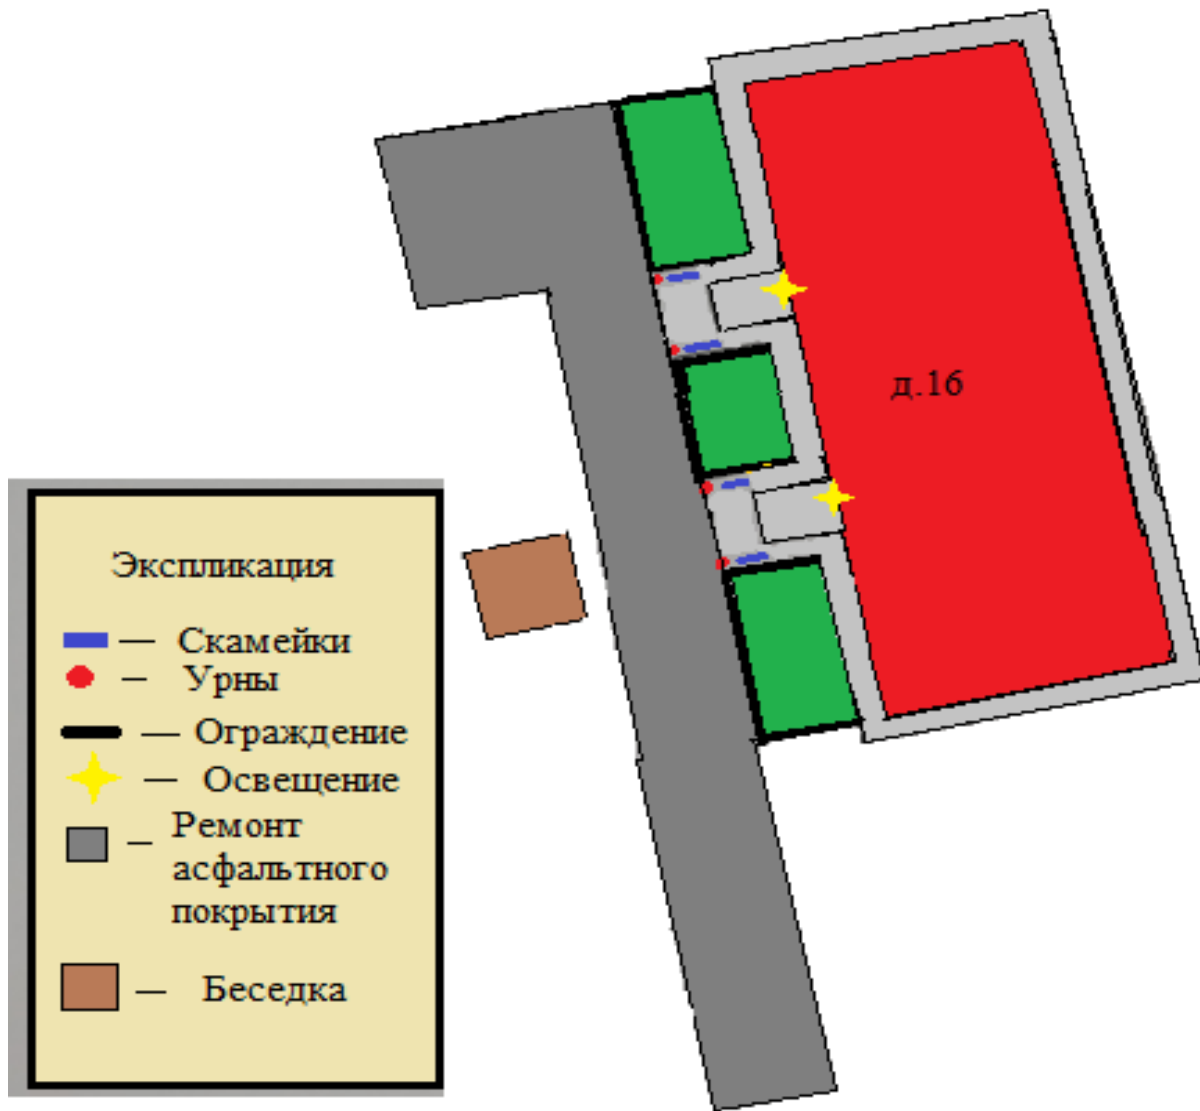 д.16
Экспликация
— Скамейки
– Урны
— Ограждение
— Освещение
– Ремонт
асфальтного
покрытия
— Беседка